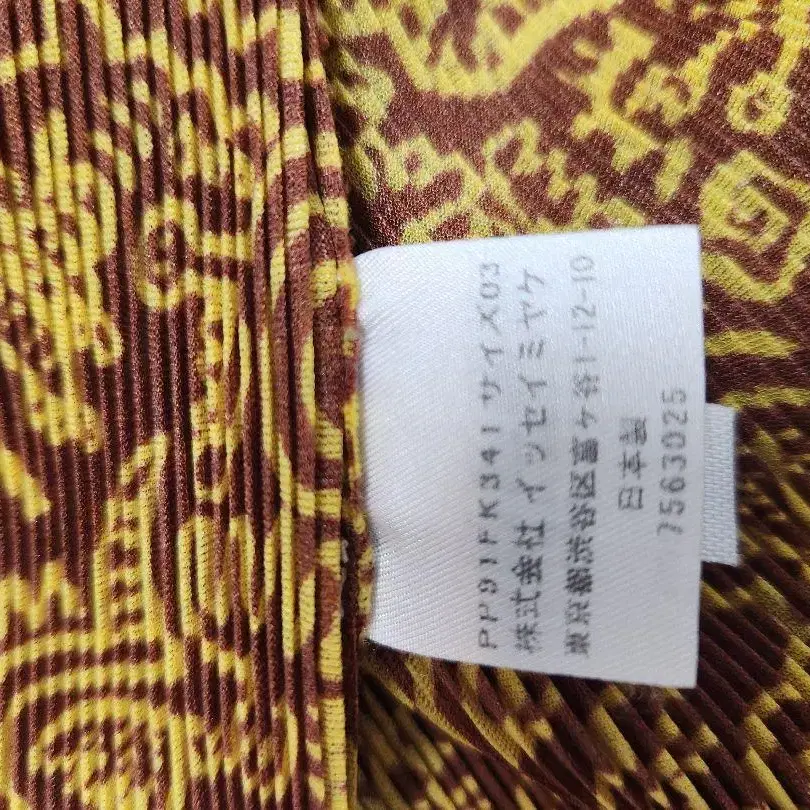 PP91FK341 サイズ03
株式会社 イッセイミヤケ
東京都渋谷区富ヶ谷1-12-10
日本製
7563025